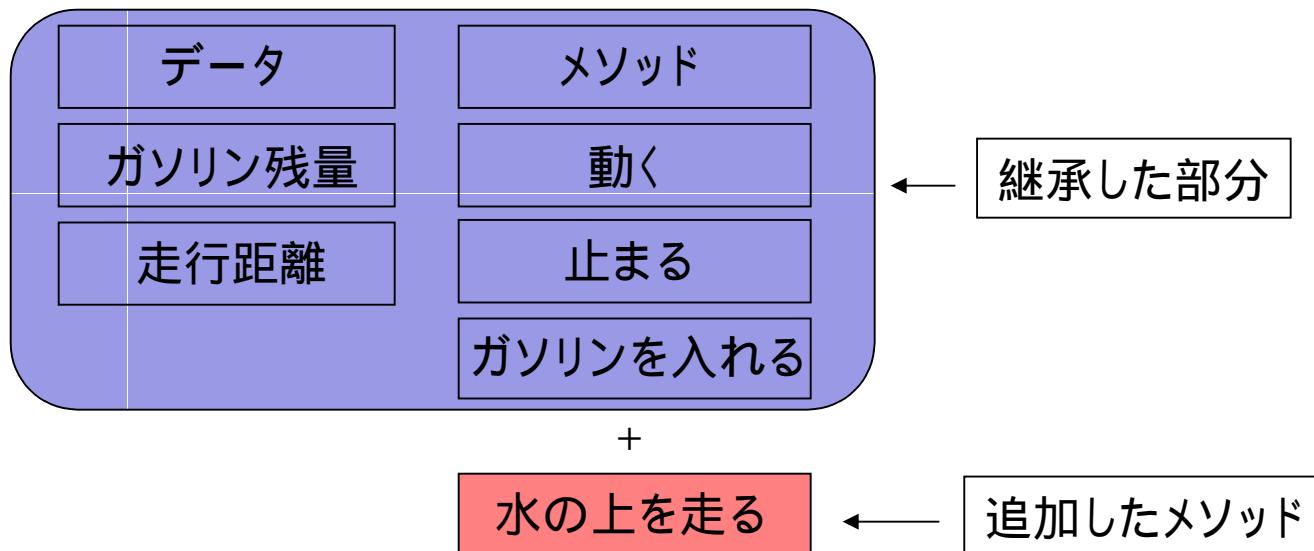 データ
メソッド
ガソリン残量
動く
継承した部分
走行距離
止まる
ガソリンを入れる
+
水の上を走る
追加したメソッド